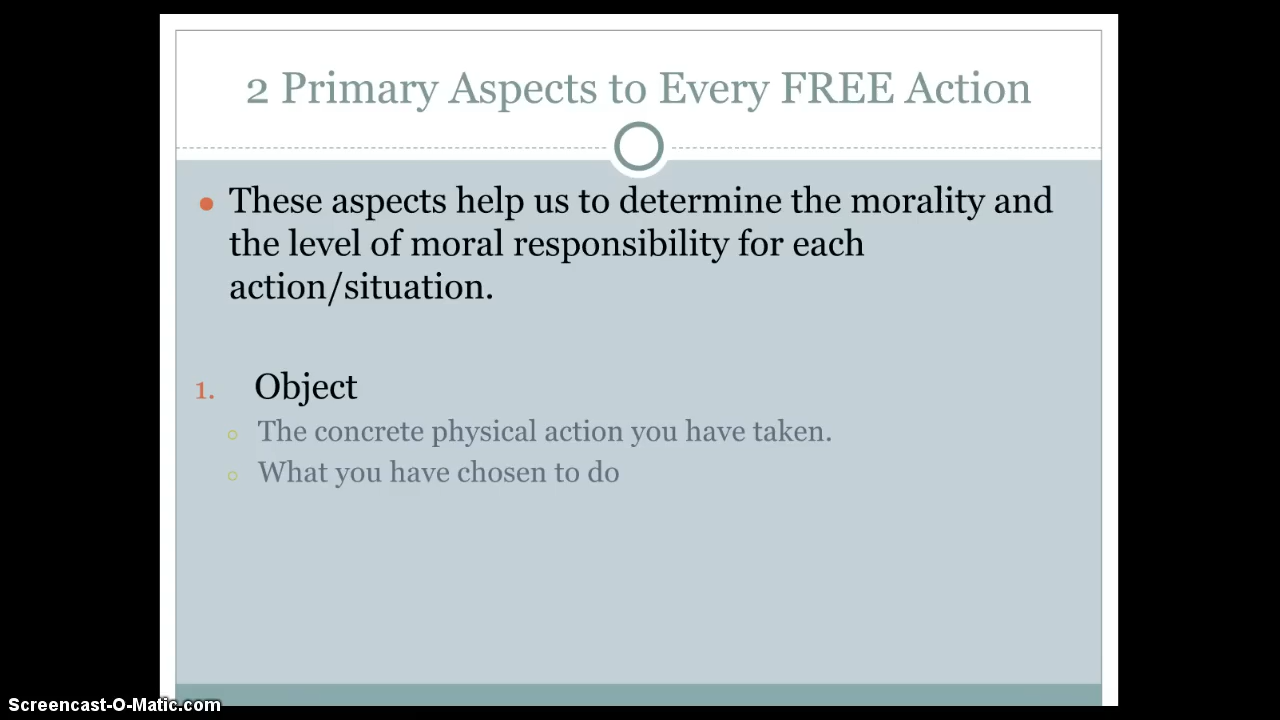 2 Primary Aspects to Every FREE Action
• These aspects help us to determine the morality and
the level of moral responsibility for each
action/situation.
1. Object
○ The concrete physical action you have taken.
○ What you have chosen to do
Screencast-O-Matic.com